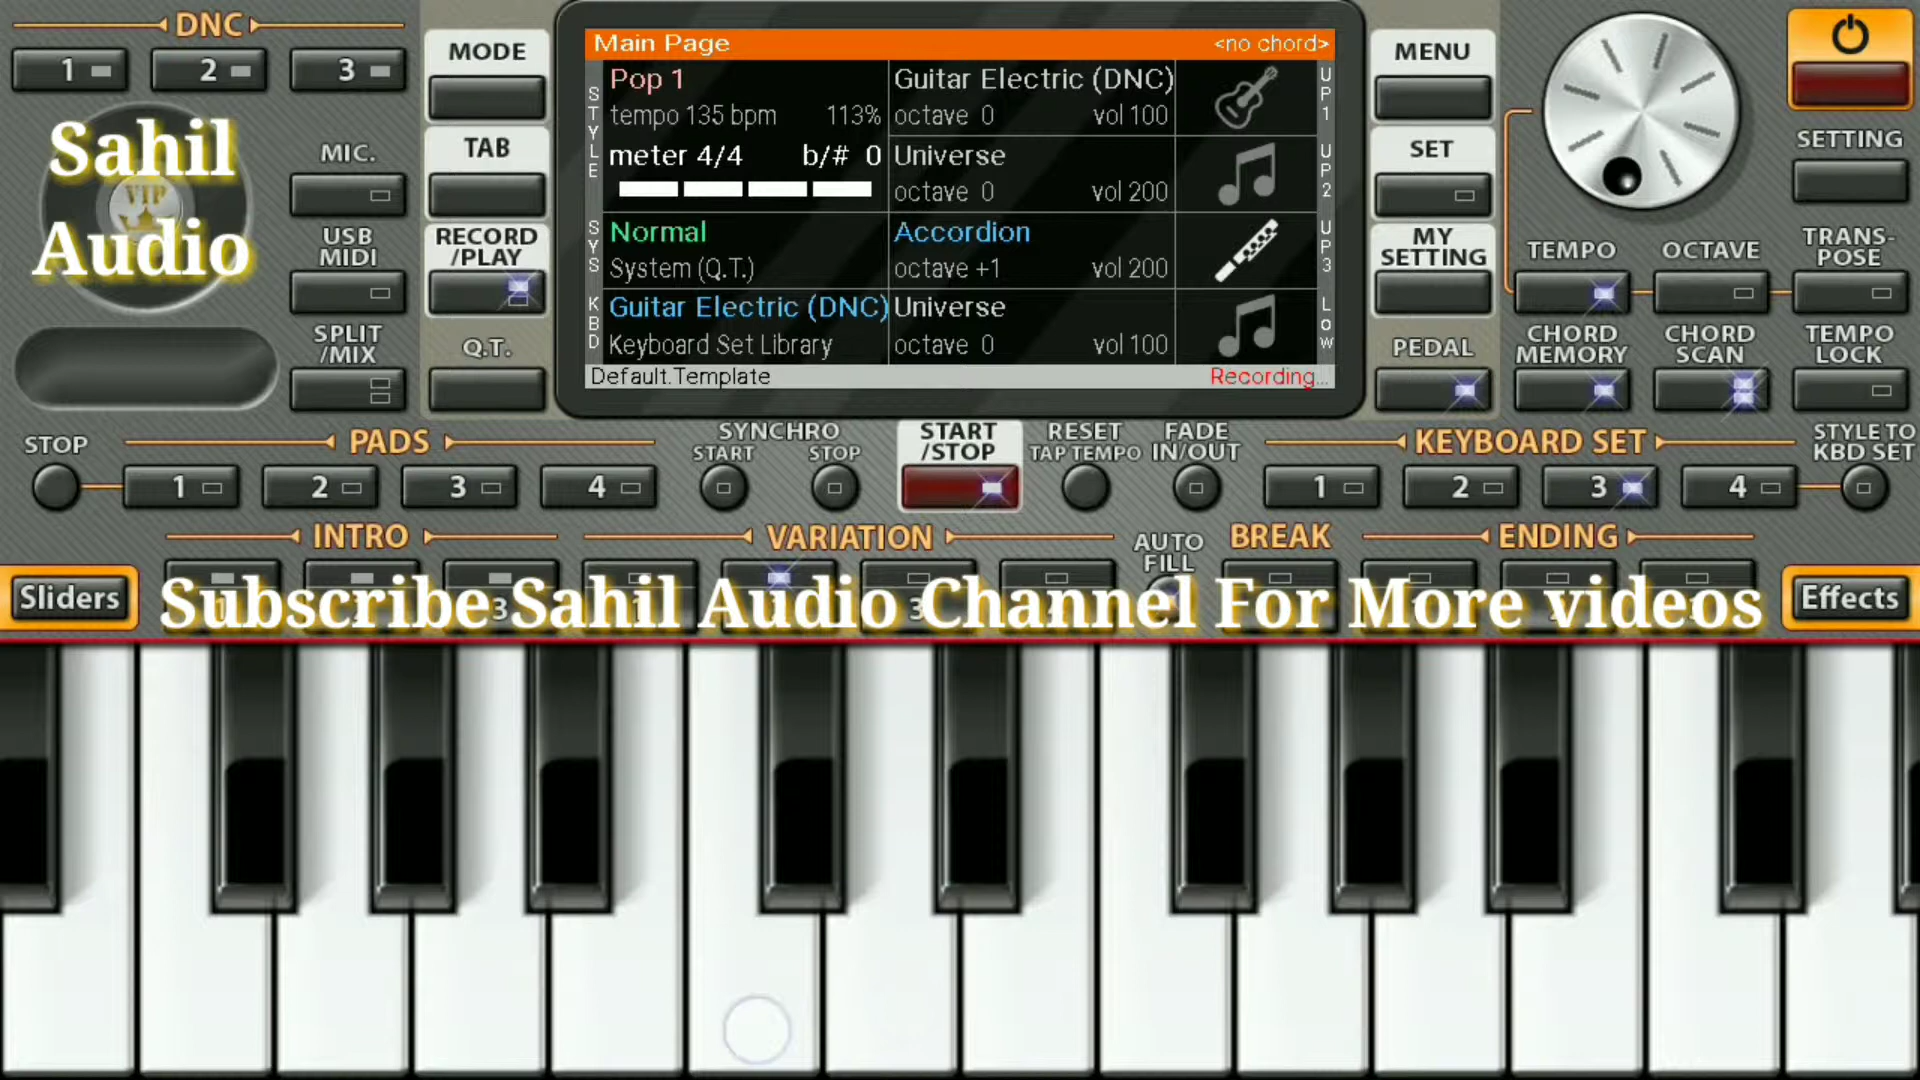 DNC
1
2
3
Sahil
Audio
VIP
MIC.
USB
MIDI
SPLIT
/MIX
MODE
TAB
RECORD
/PLAY
Q.T.
Main Page
<no chord>
STYLE
Pop 1
tempo 135 bpm 113%
meter 4/4 b/# 0
SYS
Normal
System (Q.T.)
KBD
Guitar Electric (DNC)
Keyboard Set Library
Guitar Electric (DNC)
octave 0 vol 100
UP1
Universe
octave 0 vol 200
UP2
Accordion
octave +1 vol 200
UP3
Universe
octave 0 vol 100
LOW
Default.Template
Recording...
MENU
SET
MY
SETTING
PEDAL
SETTING
TEMPO
OCTAVE
TRANS-
POSE
CHORD
MEMORY
CHORD
SCAN
TEMPO
LOCK
STOP
PADS
1
2
3
4
SYNCHRO
START
STOP
START
/STOP
RESET
TAP TEMPO
FADE
IN/OUT
KEYBOARD SET
1
2
3
4
STYLE TO
KBD SET
INTRO
VARIATION
AUTO
FILL
BREAK
ENDING
Sliders
Subscribe Sahil Audio Channel For More videos
3
3
Effects